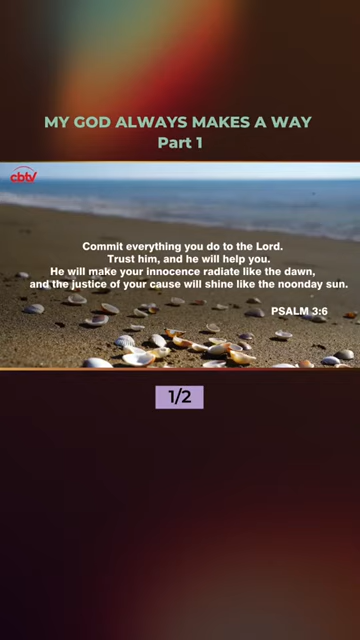 MY GOD ALWAYS MAKES A WAY
Part 1
cbtv
Commit everything you do to the Lord.
Trust him, and he will help you.
He will make your innocence radiate like the dawn,
and the justice of your cause will shine like the noonday sun.
PSALM 3:6
1/2